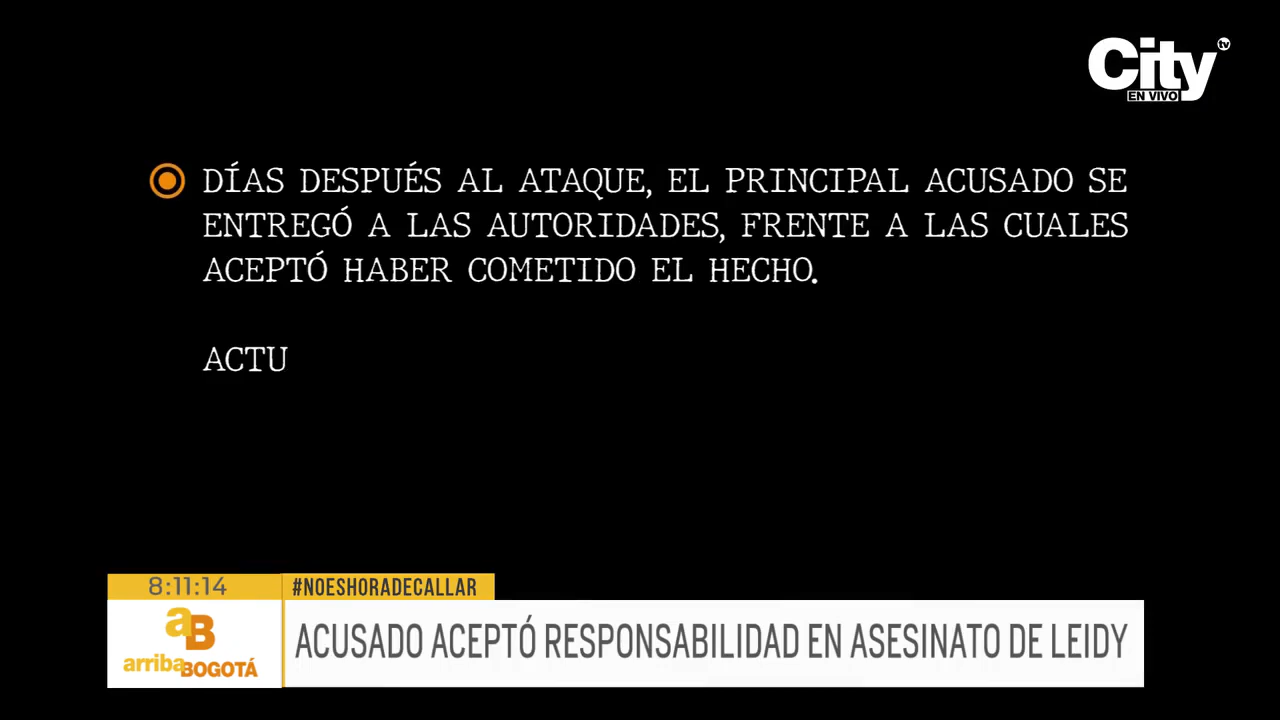 City tv
EN VIVO
DÍAS DESPUÉS AL ATAQUE, EL PRINCIPAL ACUSADO SE
ENTREGÓ A LAS AUTORIDADES, FRENTE A LAS CUALES
ACEPTÓ HABER COMETIDO EL HECHO.
ACTU
8:11:14
#NOESHORADECALLAR
aB
arriba BOGOTÁ
ACUSADO ACEPTÓ RESPONSABILIDAD EN ASESINATO DE LEIDY